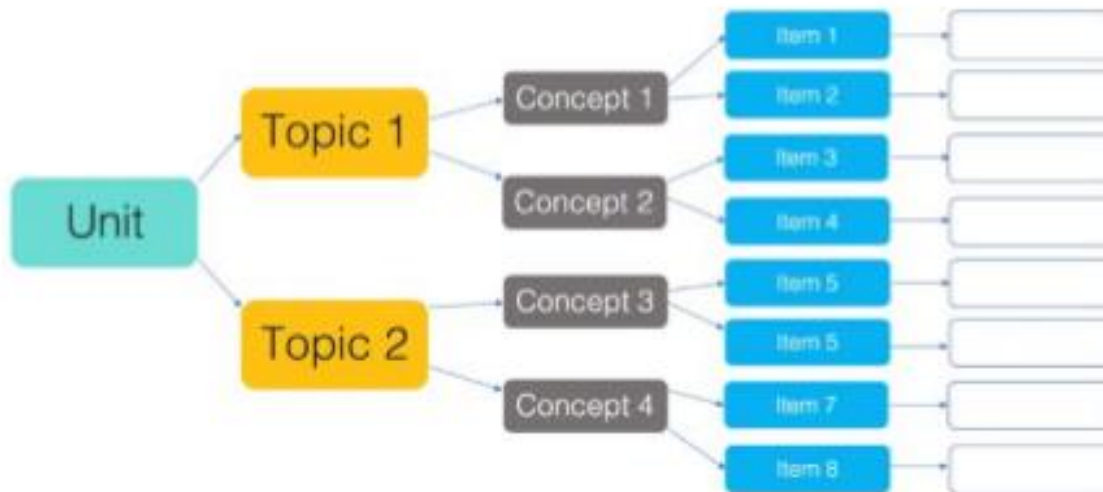 Unit
Topic 1
Topic 2
Concept 1
Concept 2
Concept 3
Concept 4
Item 1
Item 2
Item 3
Item 4
Item 5
Item 5
Item 7
Item 8